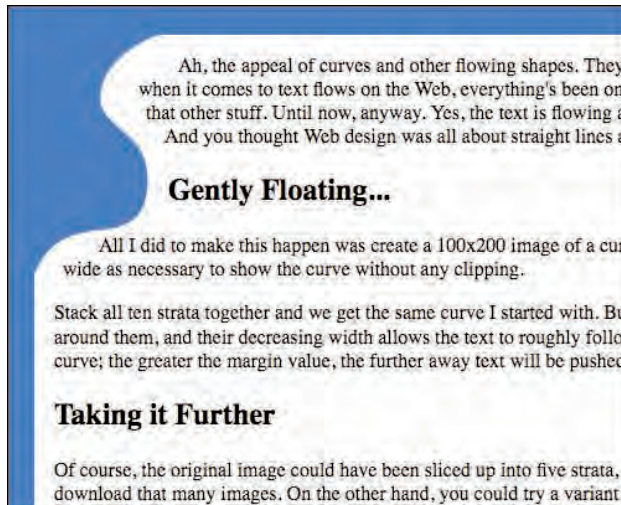 Ah, the appeal of curves and other flowing shapes. They
when it comes to text flows on the Web, everything's been on
that other stuff. Until now, anyway. Yes, the text is flowing a
And you thought Web design was all about straight lines a
Gently Floating...
All I did to make this happen was create a 100x200 image of a cur
wide as necessary to show the curve without any clipping.
Stack all ten strata together and we get the same curve I started with. Bu
around them, and their decreasing width allows the text to roughly follo
curve; the greater the margin value, the further away text will be pushed
Taking it Further
Of course, the original image could have been sliced up into five strata,
download that many images. On the other hand, you could try a variant